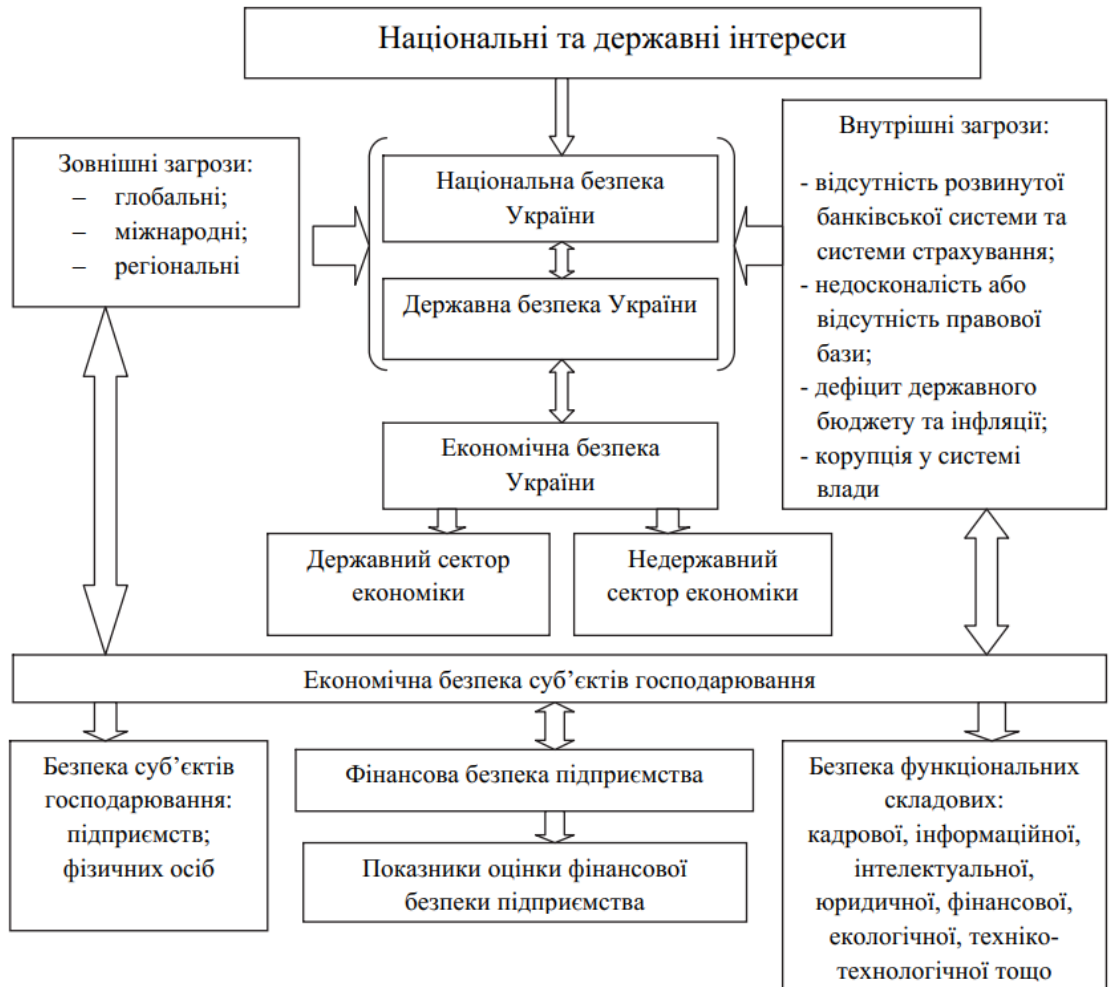 Національні та державні інтереси
Зовнішні загрози:
– глобальні;
– міжнародні;
– регіональні
Національна безпека
України
Державна безпека України
Внутрішні загрози:
- відсутність розвинутої
банківської системи та
системи страхування;
- недосконалість або
відсутність правової
бази;
- дефіцит державного
бюджету та інфляції;
- корупція у системі
влади
Економічна безпека
України
Державний сектор
економіки
Недержавний
сектор економіки
Економічна безпека суб’єктів господарювання
Безпека суб’єктів
господарювання:
підприємств;
фізичних осіб
Фінансова безпека підприємства
Показники оцінки фінансової
безпеки підприємства
Безпека функціональних
складових:
кадрової, інформаційної,
інтелектуальної,
юридичної, фінансової,
екологічної, техніко-
технологічної тощо